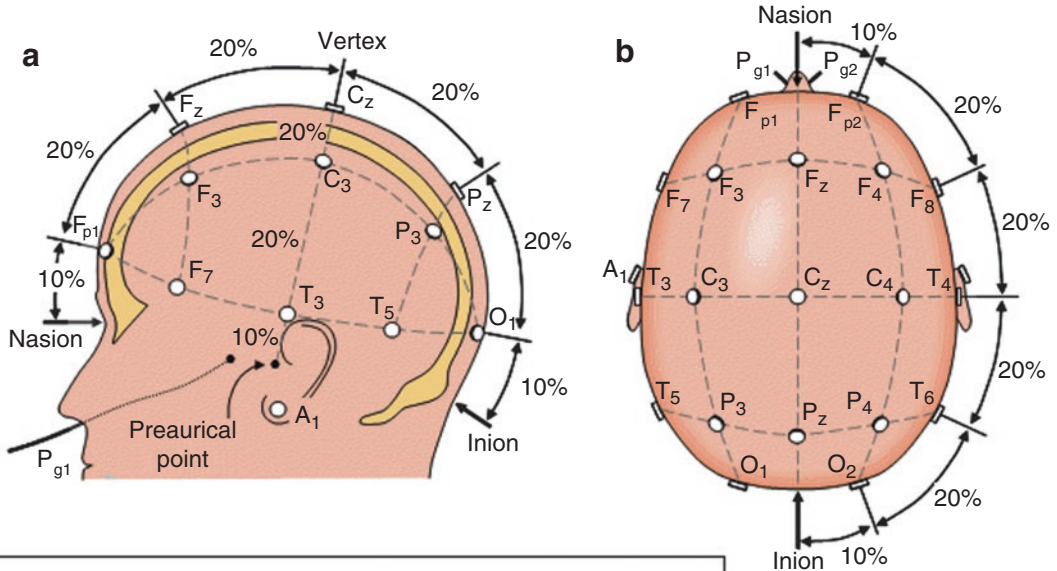 a
Vertex
20%
20%
20%
20%
20%
10%
20%
20%
10%
10%
F_z
C_z
P_z
F_p1
F_3
C_3
P_3
F_7
T_3
T_5
O_1
A_1
Nasion
Preaurical
point
P_g1
Inion
b
Nasion
10%
P_g1
P_g2
F_p1
F_p2
20%
F_7
F_3
F_z
F_4
F_8
20%
A_1
T_3
C_3
C_z
C_4
T_4
20%
T_5
P_3
P_z
P_4
T_6
O_1
O_2
20%
Inion
10%